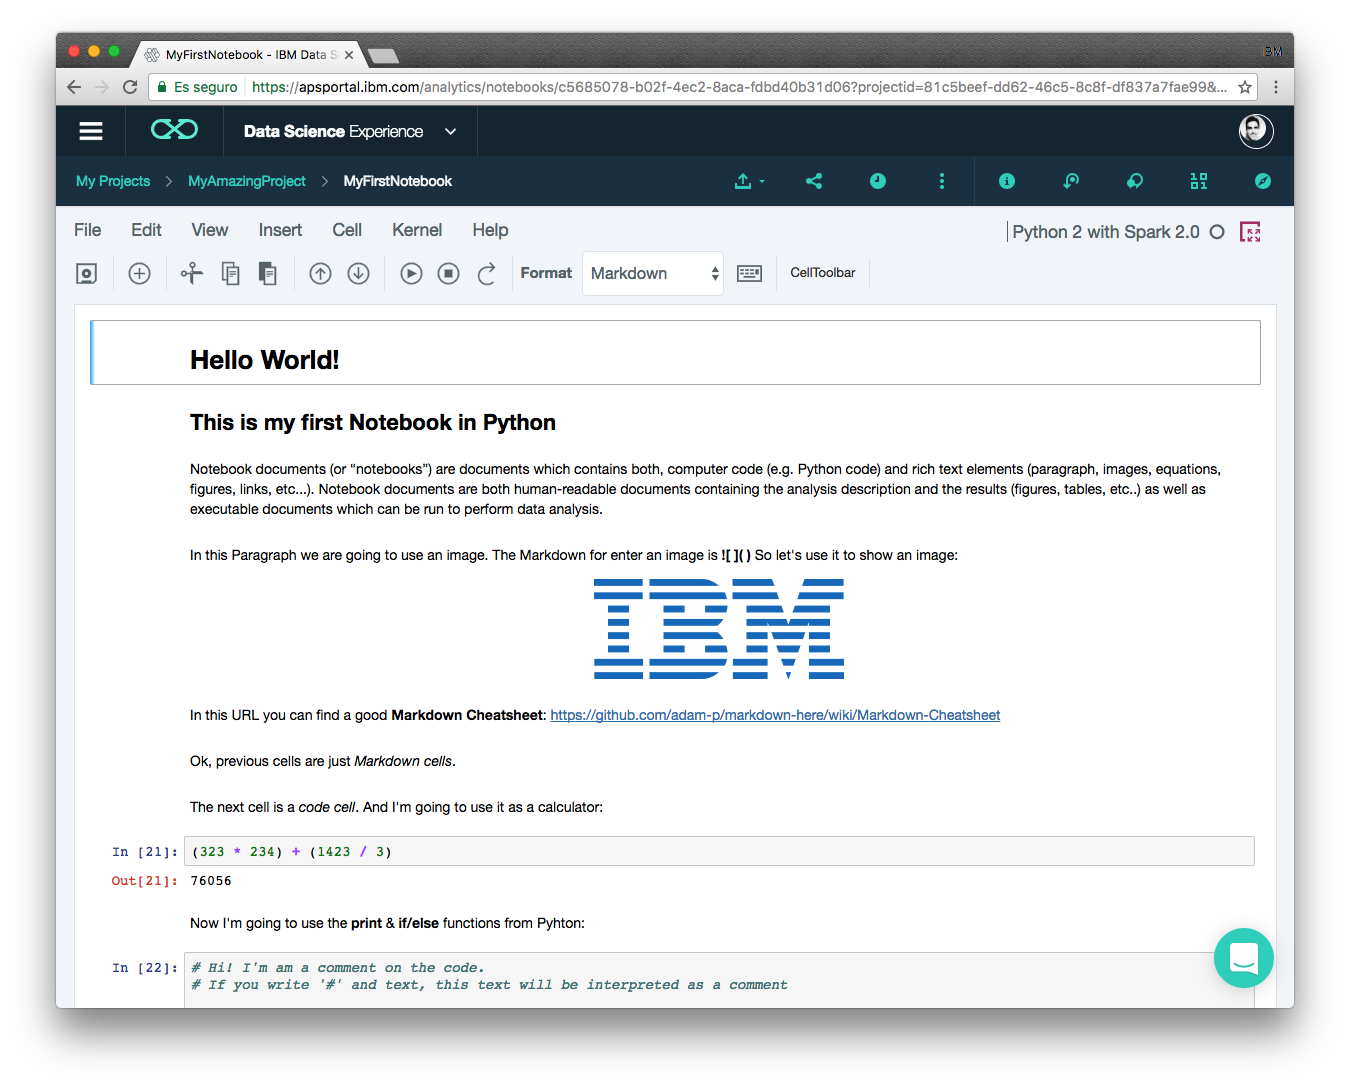 MyFirstNotebook - IBM Data S
IBM
Es seguro
https://apsportal.ibm.com/analytics/notebooks/c5685078-b02f-4ec2-8aca-fdbd40b31d06?projectid=81c5beef-dd62-46c5-8c8f-df837a7fae99&...
Data Science Experience
My Projects > MyAmazingProject > MyFirstNotebook
File Edit View Insert Cell Kernel Help
Python 2 with Spark 2.0
Format Markdown CellToolbar
Hello World!
This is my first Notebook in Python
Notebook documents (or “notebooks”) are documents which contains both, computer code (e.g. Python code) and rich text elements (paragraph, images, equations,
figures, links, etc...). Notebook documents are both human-readable documents containing the analysis description and the results (figures, tables, etc..) as well as
executable documents which can be run to perform data analysis.
In this Paragraph we are going to use an image. The Markdown for enter an image is ![ ]( ) So let's use it to show an image:
IBM
In this URL you can find a good Markdown Cheatsheet: https://github.com/adam-p/markdown-here/wiki/Markdown-Cheatsheet
Ok, previous cells are just Markdown cells.
The next cell is a code cell. And I'm going to use it as a calculator:
In [21]: (323 * 234) + (1423 / 3)
Out[21]: 76056
Now I'm going to use the print & if/else functions from Pyhton:
In [22]: # Hi! I'm am a comment on the code.
# If you write '#' and text, this text will be interpreted as a comment